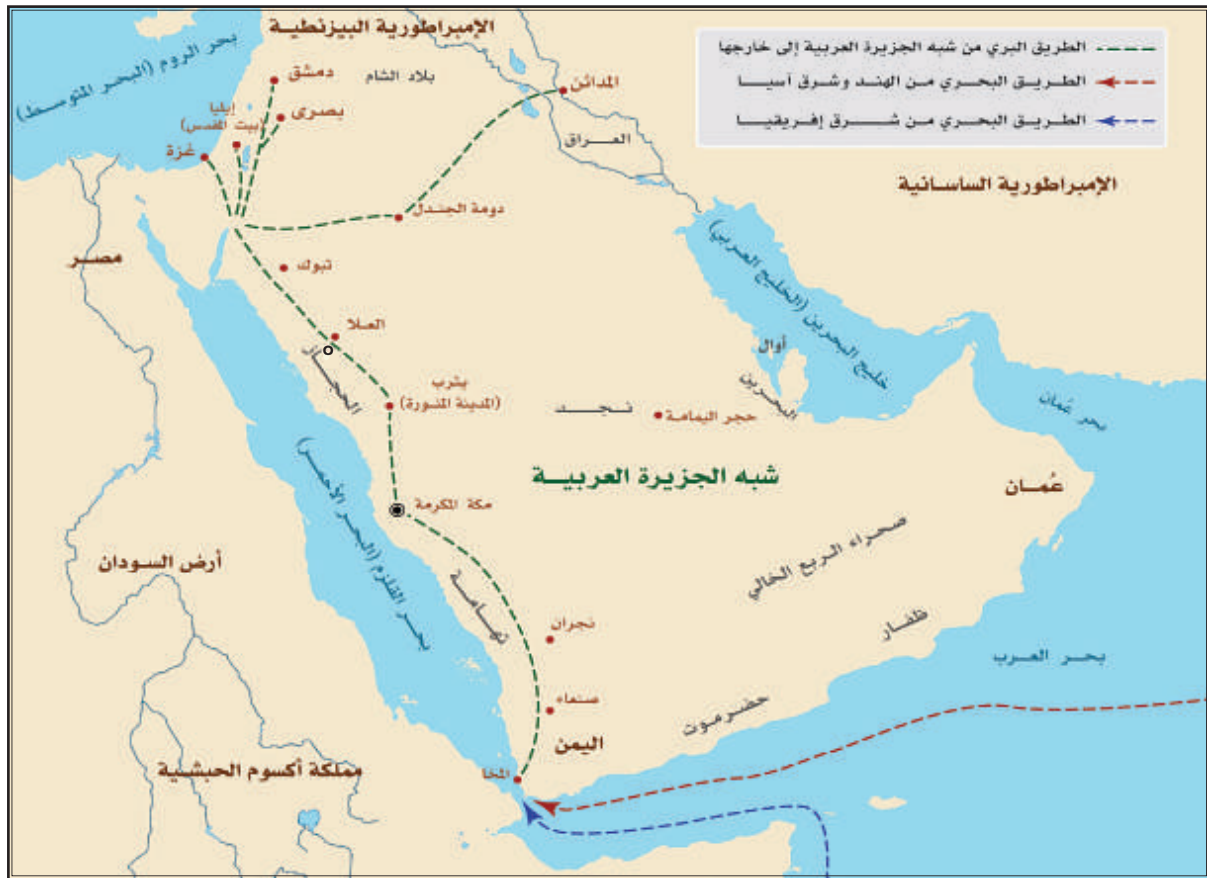 الإمبراطورية البيزنطية
بحر الروم (البحر المتوسط)
الطريق البري من شبه الجزيرة العربية إلى خارجها
الطريق البحري من الهند وشرق آسيا
الطريق البحري من شرق إفريقيا
دمشق
بلاد الشام
المدائن
بصرى
إيليا
(بيت المقدس)
غزة
العراق
الإمبراطورية الساسانية
دومة الجندل
مصر
تبوك
خليج البحرين (الخليج العربي)
العلا
الحجاز
أوال
البحرين
يثرب
(المدينة المنورة)
نجد
حجر اليمامة
بحر عُمان
شبه الجزيرة العربية
عُمان
مكة المكرمة
بحر القلزم (البحر الأحمر)
صحراء الربع الخالي
أرض السودان
تهامة
نجران
ظفار
بحر العرب
صنعاء
حضرموت
اليمن
المخا
مملكة أكسوم الحبشية